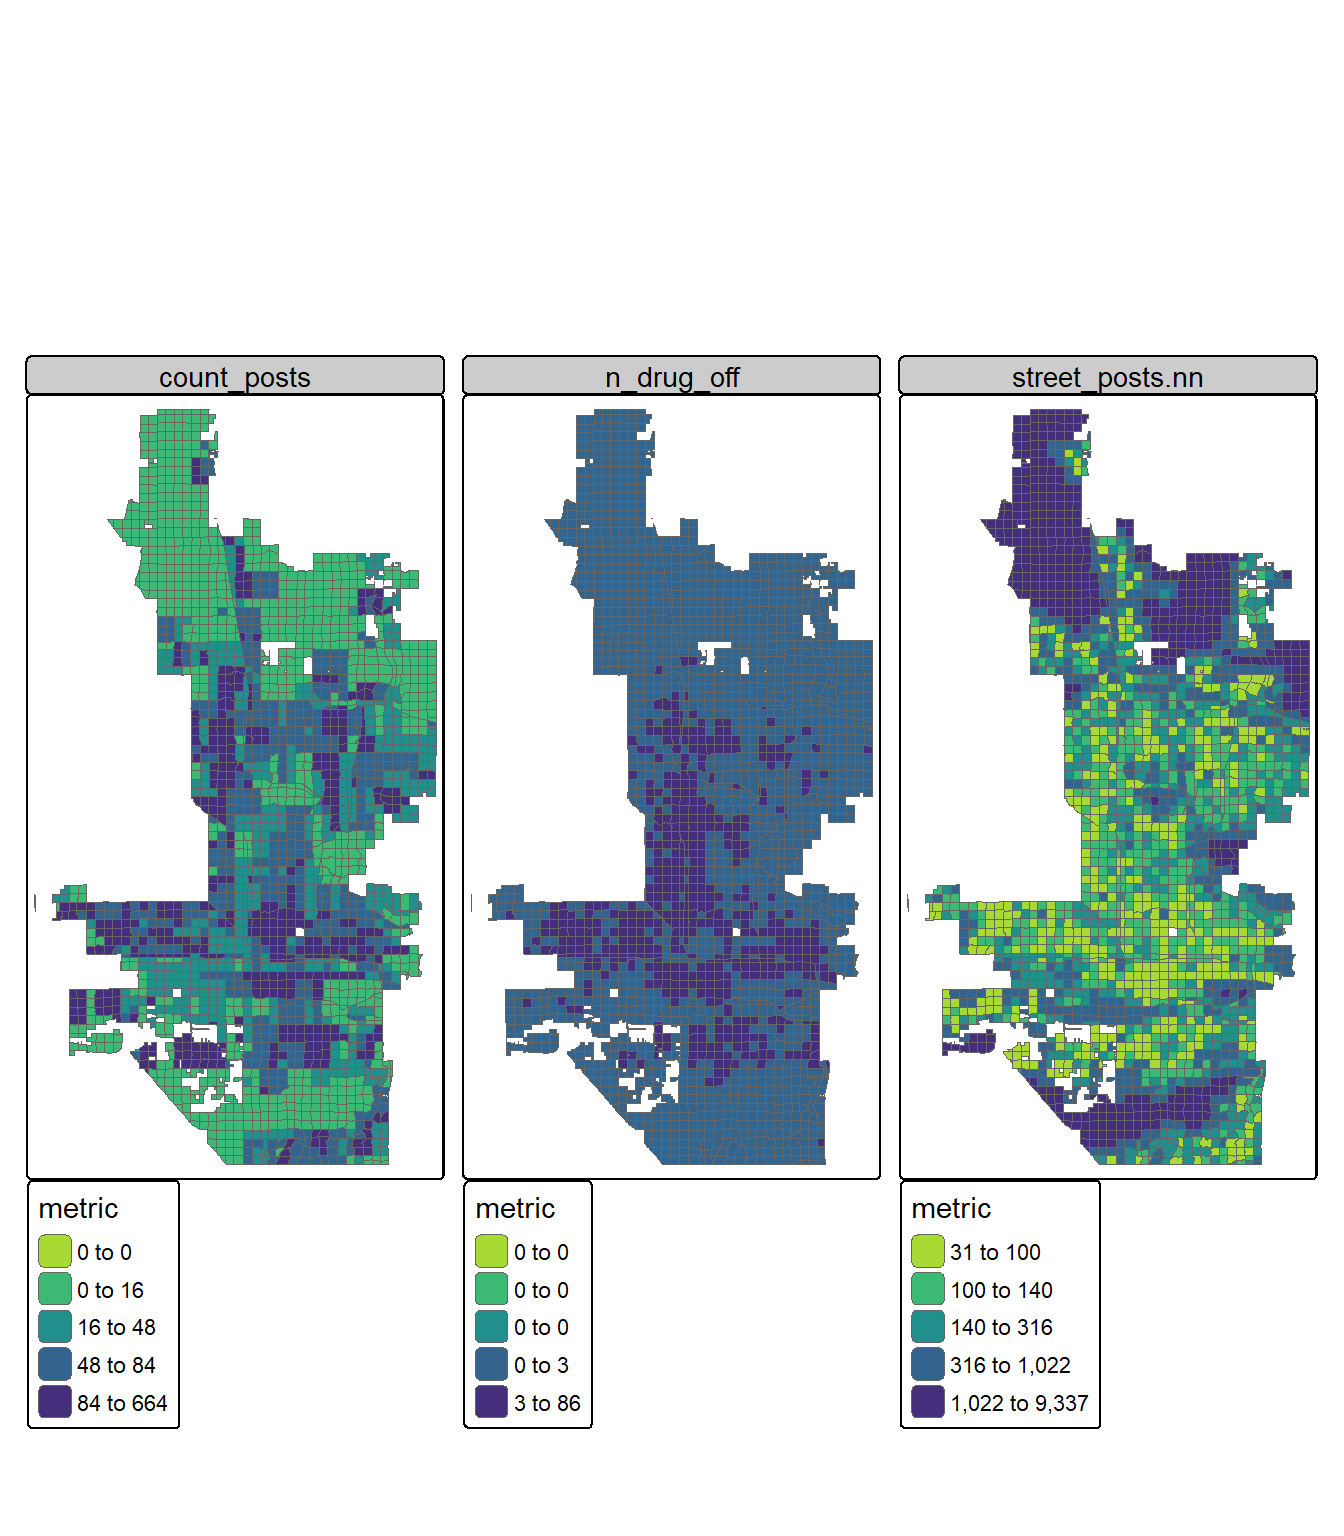 count_posts
n_drug_off
street_posts.nn
metric
0 to 0
0 to 16
16 to 48
48 to 84
84 to 664
metric
0 to 0
0 to 0
0 to 0
0 to 3
3 to 86
metric
31 to 100
100 to 140
140 to 316
316 to 1,022
1,022 to 9,337